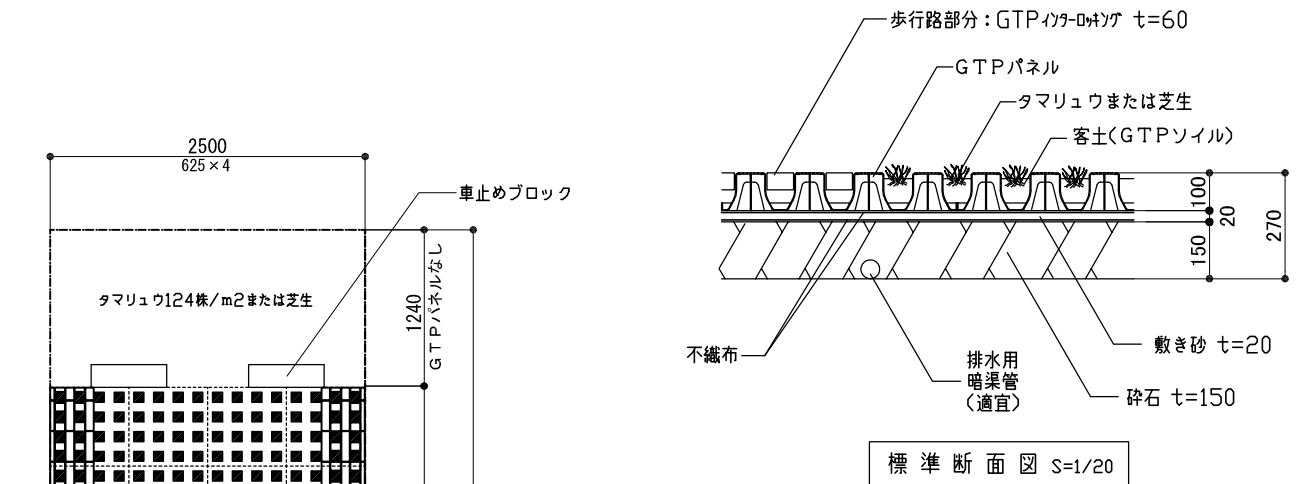 歩行路部分：GTPｲﾝﾀｰﾛｯｷﾝｸﾞ t=60
GTPパネル
タマリュウまたは芝生
客土(GTPソイル)
2500
625×4
車止めブロック
タマリュウ124株/m2または芝生
1240
GTPパネルなし
100
20
150
270
不織布
排水用
暗渠管
(適宜)
敷き砂 t=20
砕石 t=150
標準断面図 S=1/20